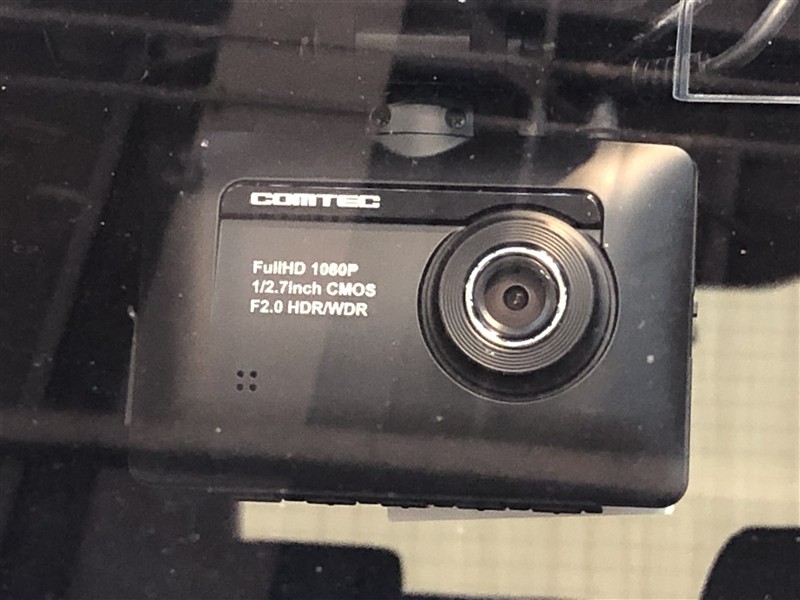 COMTEC
FullHD 1080P
1/2.7inch CMOS
F2.0 HDR/WDR